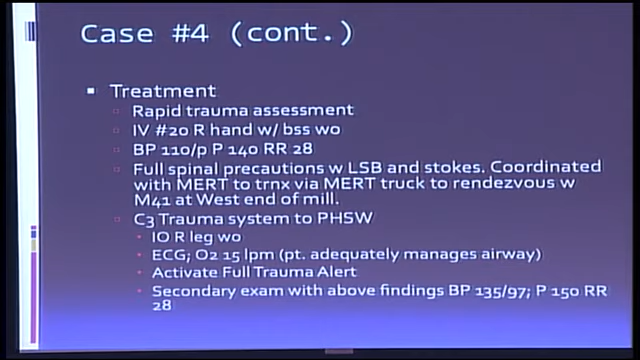 Case #4 (cont.)
Treatment
Rapid trauma assessment
IV #20 R hand w/ bss wo
BP 110/p P 140 RR 28
Full spinal precautions w LSB and stokes. Coordinated
with MERT to trnx via MERT truck to rendezvous w
M41 at West end of mill.
C3 Trauma system to PHSW
IO R leg wo
ECG; O2 15 lpm (pt. adequately manages airway)
Activate Full Trauma Alert
Secondary exam with above findings BP 135/97; P 150 RR
28